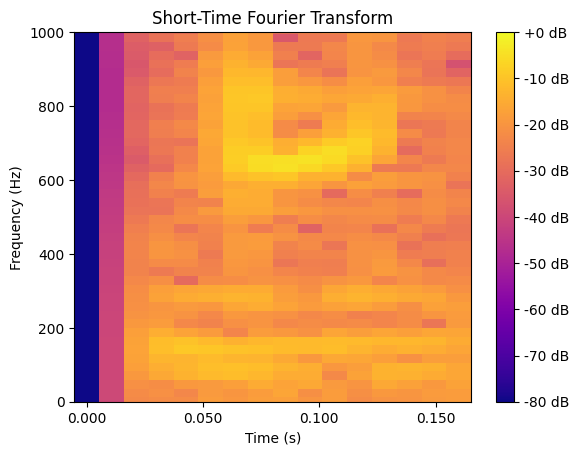 Short-Time Fourier Transform
1000
800
600
400
200
0
Frequency (Hz)
0.000
0.050
0.100
0.150
Time (s)
+0 dB
-10 dB
-20 dB
-30 dB
-40 dB
-50 dB
-60 dB
-70 dB
-80 dB